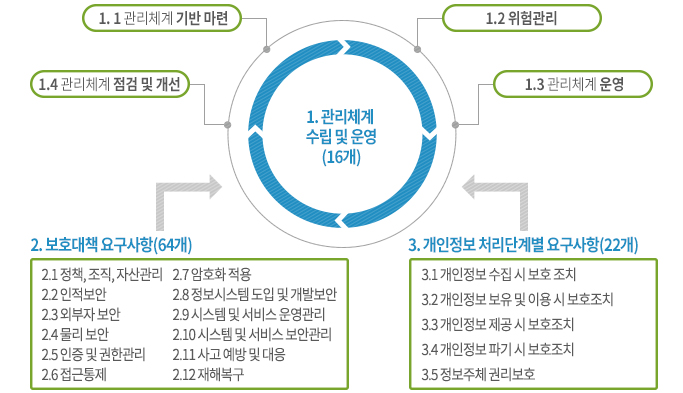 1. 1 관리체계 기반 마련
1.2 위험관리
1.4 관리체계 점검 및 개선
1.3 관리체계 운영
1. 관리체계
수립 및 운영
(16개)
2. 보호대책 요구사항(64개)
2.1 정책, 조직, 자산관리
2.2 인적보안
2.3 외부자 보안
2.4 물리 보안
2.5 인증 및 권한관리
2.6 접근통제
2.7 암호화 적용
2.8 정보시스템 도입 및 개발보안
2.9 시스템 및 서비스 운영관리
2.10 시스템 및 서비스 보안관리
2.11 사고 예방 및 대응
2.12 재해복구
3. 개인정보 처리단계별 요구사항(22개)
3.1 개인정보 수집 시 보호 조치
3.2 개인정보 보유 및 이용 시 보호조치
3.3 개인정보 제공 시 보호조치
3.4 개인정보 파기 시 보호조치
3.5 정보주체 권리보호